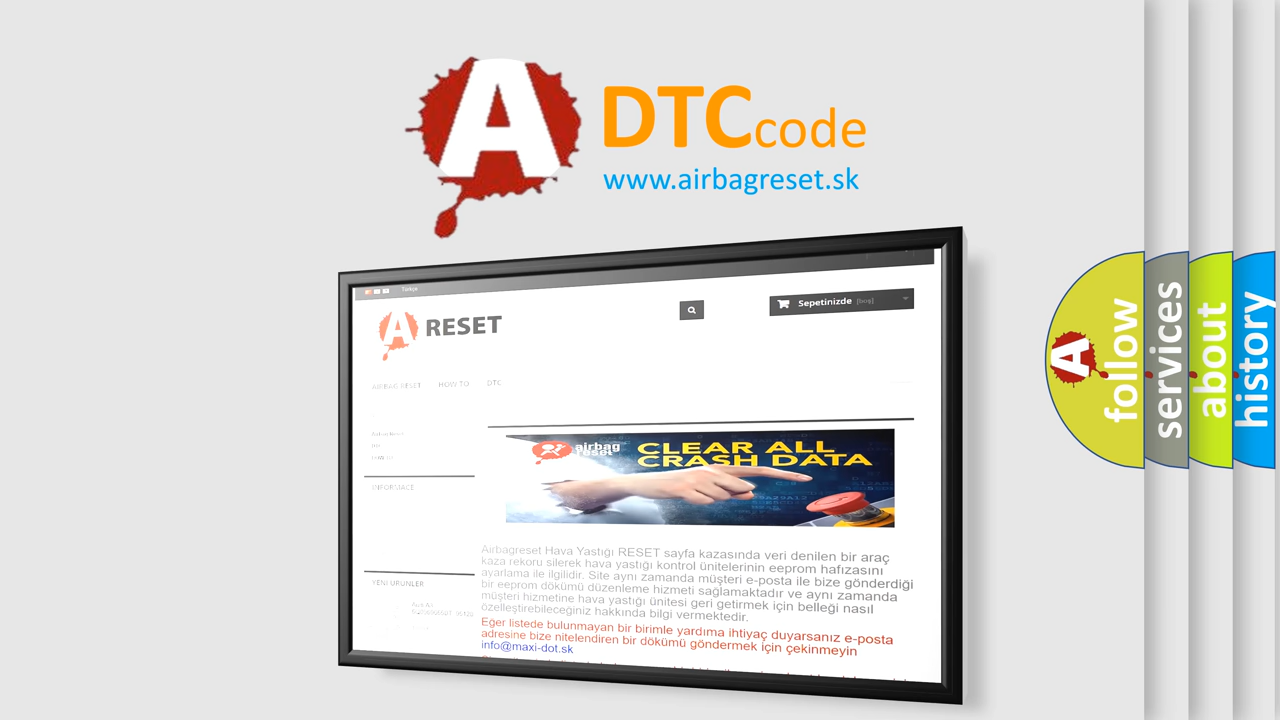 A DTCcode
www.airbagreset.sk
Türkçe
A RESET
Sepetinizde [boş]
AIRBAG RESET HOW TO DTC
INFORMACE
airbag
reset
CLEAR ALL
CRASH DATA
Airbagreset Hava Yastığı RESET sayfa kazasında veri denilen bir araç
kaza rekoru silerek hava yastığı kontrol ünitelerinin eeprom hafızasını
ayarlama ile ilgilidir. Site aynı zamanda müşteri e-posta ile bize gönderdiği
bir eeprom dökümü düzenleme hizmeti sağlamaktadır ve aynı zamanda
müşteri hizmetine hava yastığı ünitesi geri getirmek için belleği nasıl
özelleştirebileceğiniz hakkında bilgi vermektedir.
Eğer listede bulunmayan bir birimle yardıma ihtiyaç duyarsanız e-posta
adresine bize nitelendiren bir dökümü göndermek için çekinmeyin
info@maxi-dot.sk
YENI ÜRÜNLER
A follow
services
about
history